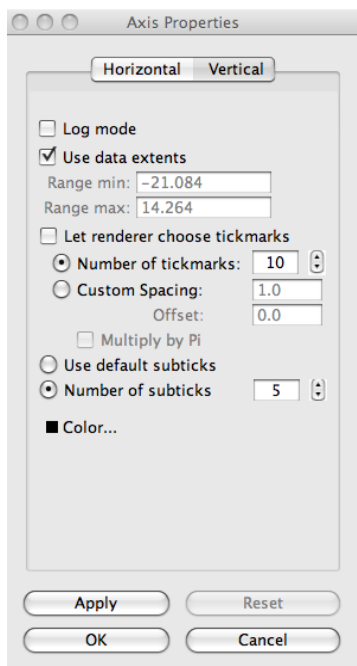 Axis Properties
Horizontal Vertical
Log mode
Use data extents
Range min: -21.084
Range max: 14.264
Let renderer choose tickmarks
Number of tickmarks: 10
Custom Spacing: 1.0
Offset: 0.0
Multiply by Pi
Use default subticks
Number of subticks 5
Color...
Apply Reset
OK Cancel